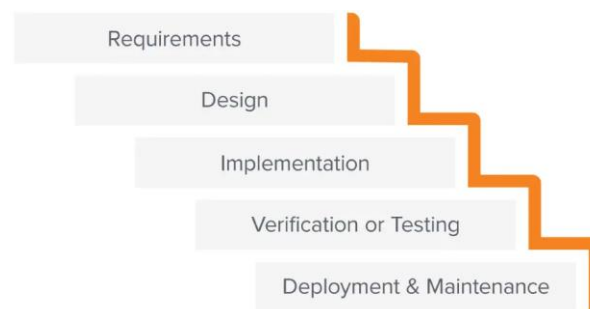 Requirements
Design
Implementation
Verification or Testing
Deployment & Maintenance